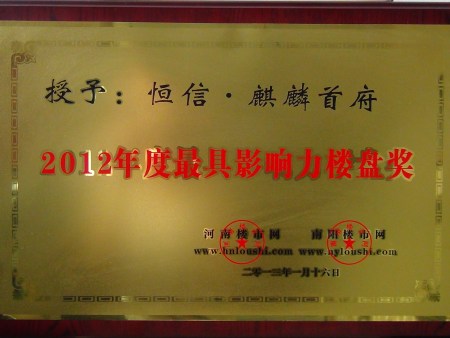 授予：恒信·麒麟首府
2012年度最具影响力楼盘奖
河南楼市网 南阳楼市网
www.hnloushi.com www.nyloushi.com
二零一三年一月十六日